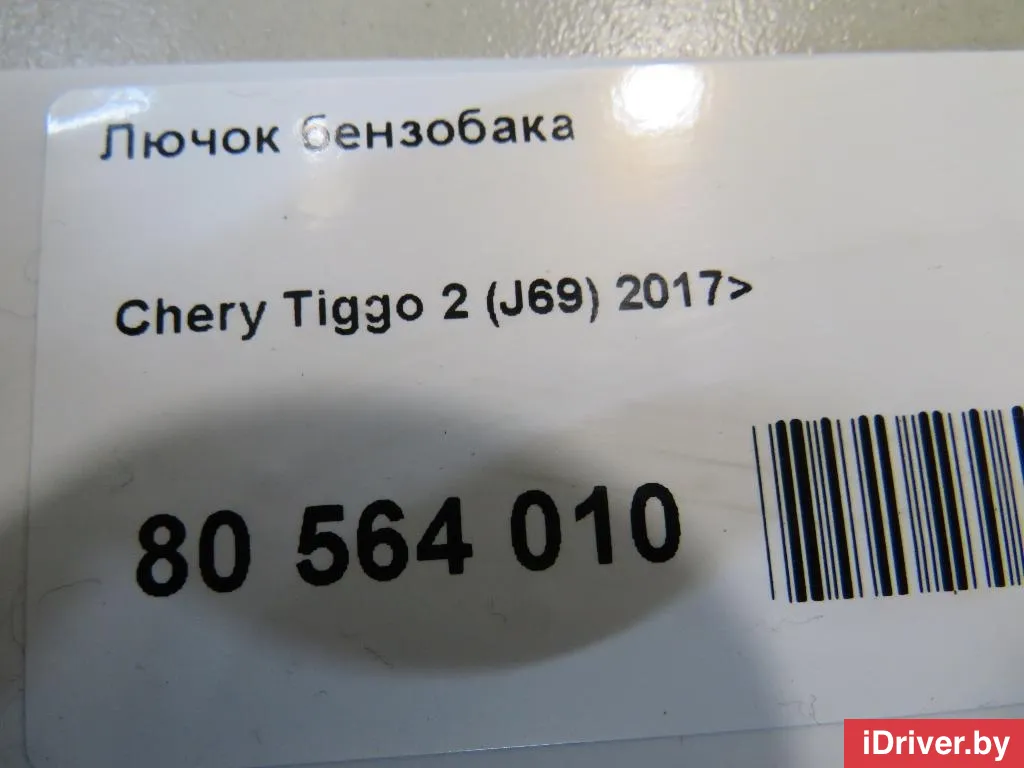 Лючок бензобака
Chery Tiggo 2 (J69) 2017>
80 564 010
iDriver.by